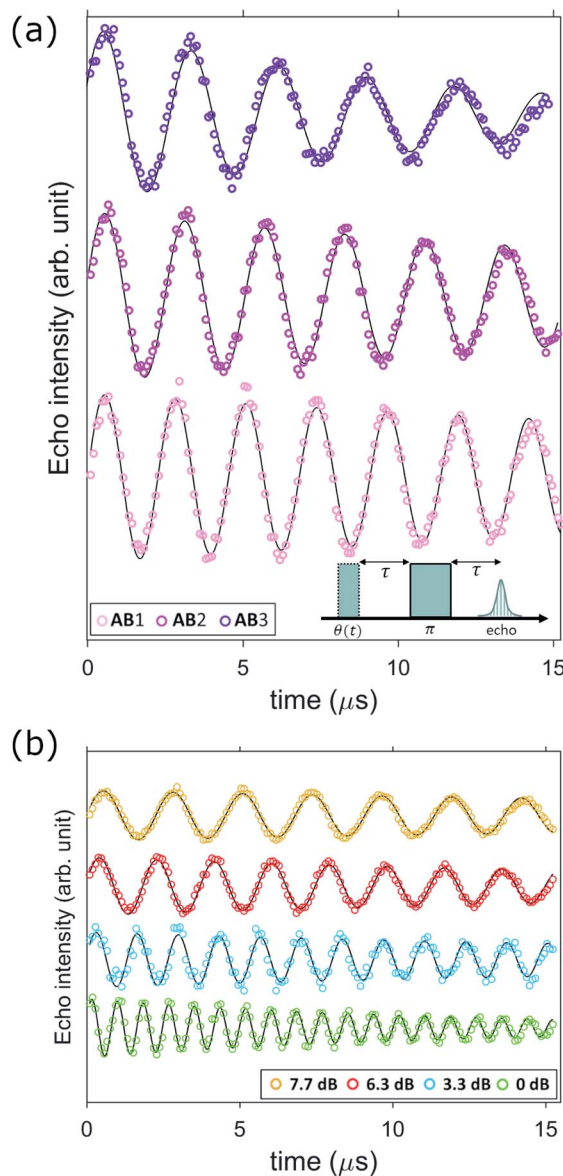 (a)
Echo intensity (arb. unit)
τ
τ
AB1 AB2 AB3
θ(t)
π
echo
0 5 10 15
time (μs)
(b)
Echo intensity (arb. unit)
7.7 dB 6.3 dB 3.3 dB 0 dB
0 5 10 15
time (μs)